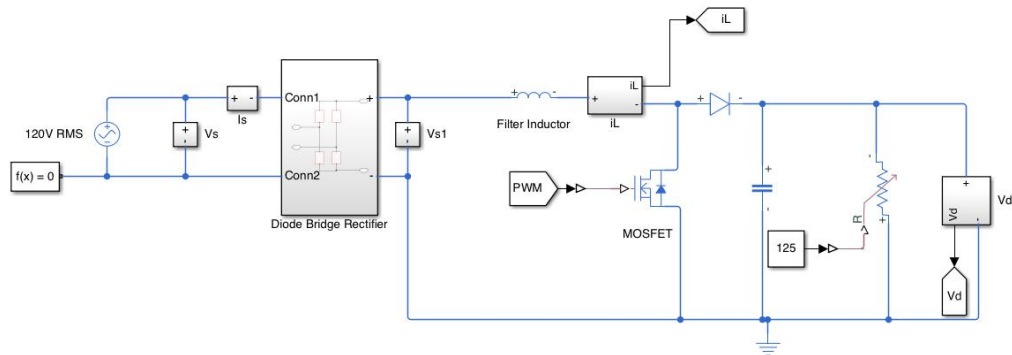 iL
Conn1
+
-
+ -
Is
120V RMS
+
-
Vs
+
-
Vs1
f(x) = 0
Conn2
Diode Bridge Rectifier
+ -
Filter Inductor
+
iL
-
iL
+ -
PWM
MOSFET
+
-
-
+
R
125
+
Vd
-
Vd
Vd